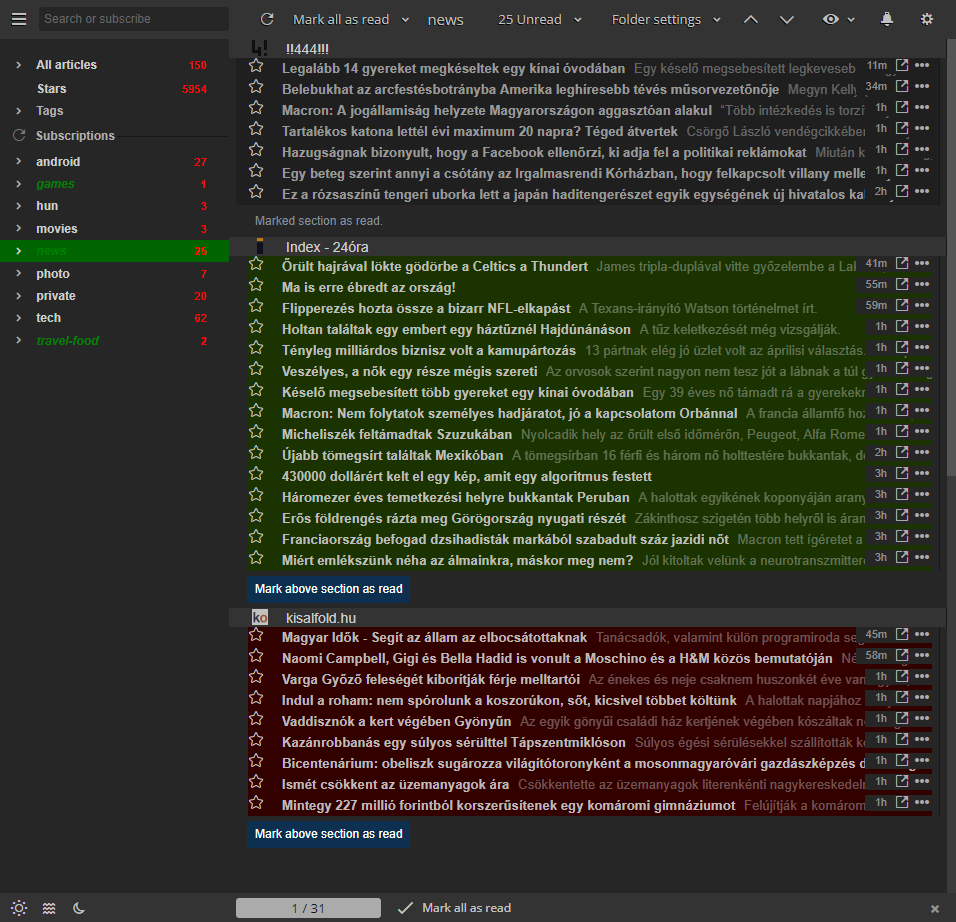 Search or subscribe
Mark all as read
news
25 Unread
Folder settings
All articles 150
Stars 5954
Tags
Subscriptions
android 27
games 1
hun 3
movies 3
news 25
photo 7
private 20
tech 62
travel-food 2
4! !!444!!!
Legalább 14 gyereket megkéseltek egy kínai óvodában Egy késelő megsebesített legkeveseb 11m
Belebukhat az arcfestésbotrányba Amerika leghíresebb tévés műsorvezetőnője Megyn Kelly 34m
Macron: A jogállamiság helyzete Magyarországon aggasztóan alakul "Több intézkedés is torzí 1h
Tartalékos katona lettél évi maximum 20 napra? Téged átvertek Csörgő László vendégcikkében 1h
Hazugságnak bizonyult, hogy a Facebook ellenőrzi, ki adja fel a politikai reklámokat Miután k 1h
Egy beteg szerint annyi a csótány az Irgalmasrendi Kórházban, hogy felkapcsolt villany melle 1h
Ez a rózsaszínű tengeri uborka lett a japán haditengerészet egyik egységének új hivatalos kal 2h
Marked section as read.
Index - 24óra
Őrült hajrával lökte gödörbe a Celtics a Thundert James tripla-duplával vitte győzelembe a Lal 41m
Ma is erre ébredt az ország! 55m
Flipperezés hozta össze a bizarr NFL-elkapást A Texans-irányító Watson történelmet írt. 59m
Holtan találtak egy embert egy háztűznél Hajdúnánáson A tűz keletkezését még vizsgálják. 1h
Tényleg milliárdos biznisz volt a kamupártozás 13 pártnak elég jó üzlet volt az áprilisi választás. 1h
Veszélyes, a nők egy része mégis szereti Az orvosok szerint nagyon nem tesz jót a lábnak a túl 1h
Késelő megsebesített több gyereket egy kínai óvodában Egy 39 éves nő támadt rá a gyerekekr 1h
Macron: Nem folytatok személyes hadjáratot, jó a kapcsolatom Orbánnal A francia államfő hoz 1h
Micheliszék feltámadtak Szuzukában Nyolcadik hely az őrült első időmérőn, Peugeot, Alfa Rome 1h
Újabb tömegsírt találtak Mexikóban A tömegsírban 16 férfi és három nő holttestére bukkantak, de 2h
430000 dollárért kelt el egy kép, amit egy algoritmus festett 3h
Háromezer éves temetkezési helyre bukkantak Peruban A halottak egyikének koponyáján arany 3h
Erős földrengés rázta meg Görögország nyugati részét Zákinthosz szigetén több helyről is áram 3h
Franciaország befogad dzsihadisták markából szabadult száz jazidi nőt Macron tett ígéretet a 3h
Miért emlékszünk néha az álmainkra, máskor meg nem? Jól kitoltak velünk a neurotranszmittere 3h
Mark above section as read
ko kisalfold.hu
Magyar Idők - Segít az állam az elbocsátottaknak Tanácsadók, valamint külön programiroda seg 45m
Naomi Campbell, Gigi és Bella Hadid is vonult a Moschino és a H&M közös bemutatóján Né 58m
Varga Győző feleségét kiborítják férje melltartói Az énekes és neje csaknem huszonkét éve van 1h
Indul a roham: nem spórolunk a koszorúkon, sőt, kicsivel többet költünk A halottak napjához 1h
Vaddisznók a kert végében Gyönyűn Az egyik gönyűi családi ház kertjének végében kószáltak 1h
Kazánrobbanás egy súlyos sérülttel Tápszentmiklóson Súlyos égési sérülésekkel szállították kó 1h
Bicentenárium: obeliszk sugározza világítótoronyként a mosonmagyaróvári gazdászképzés d 1h
Ismét csökkent az üzemanyagok ára Csökkentette az üzemanyagok literenkénti nagykereskedelm 1h
Mintegy 227 millió forintból korszerűsítenek egy komáromi gimnáziumot Felújítják a komárom 1h
Mark above section as read
1 / 31
Mark all as read